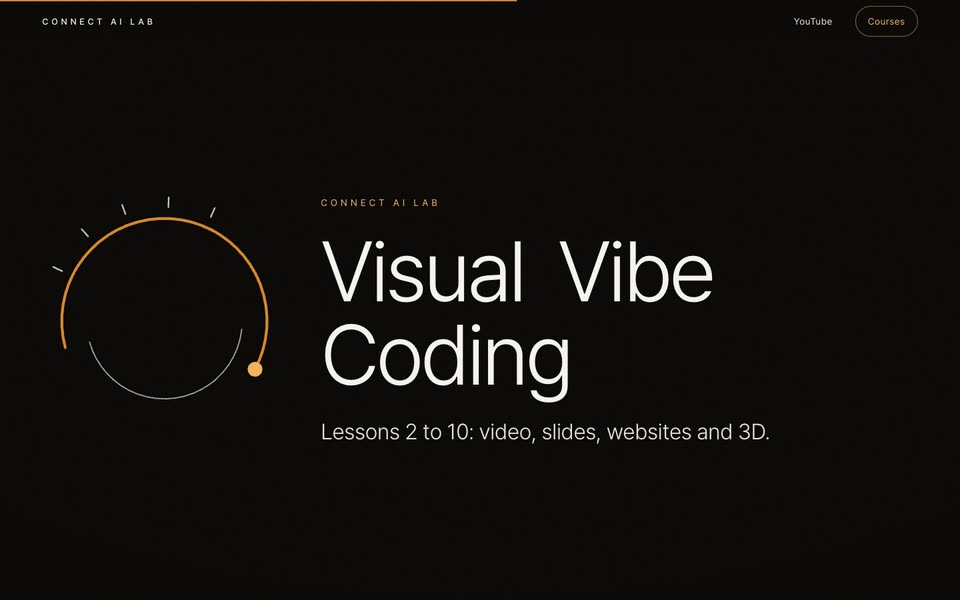 CONNECT AI LAB
YouTube
Courses
CONNECT AI LAB
Visual Vibe
Coding
Lessons 2 to 10: video, slides, websites and 3D.